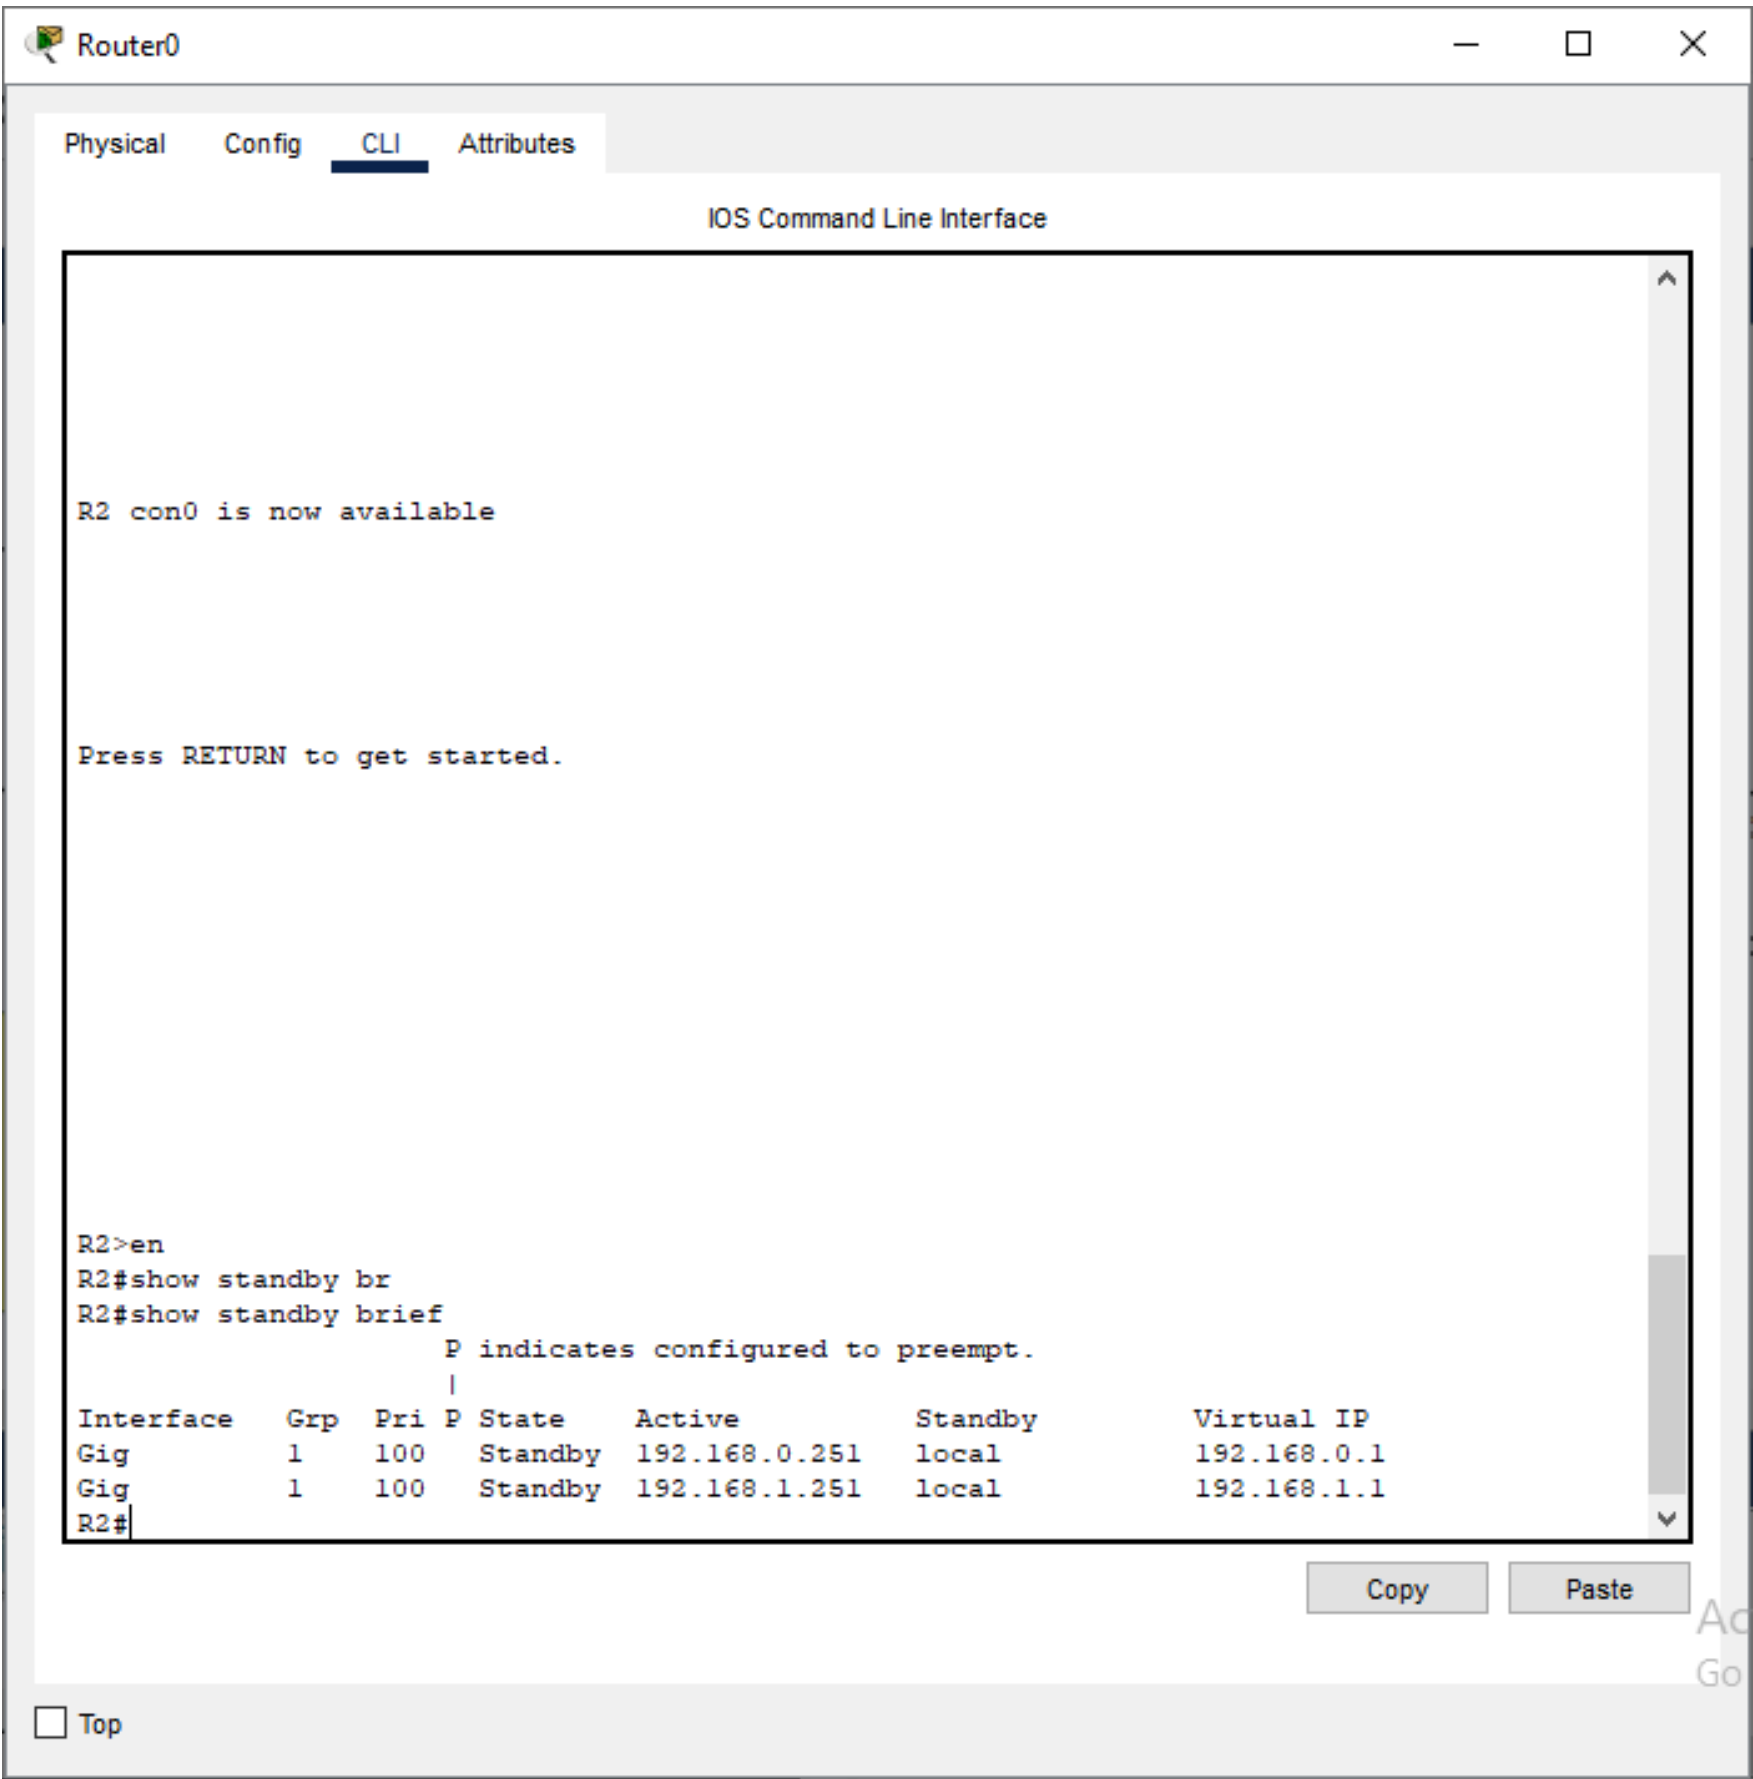 Router0
Physical Config CLI Attributes
IOS Command Line Interface
R2 con0 is now available
Press RETURN to get started.
R2>en
R2#show standby br
R2#show standby brief
                     P indicates configured to preempt.
                     |
Interface   Grp  Pri P State    Active          Standby         Virtual IP
Gig         1    100   Standby  192.168.0.251   local           192.168.0.1
Gig         1    100   Standby  192.168.1.251   local           192.168.1.1
R2#
Copy Paste
Go
Top